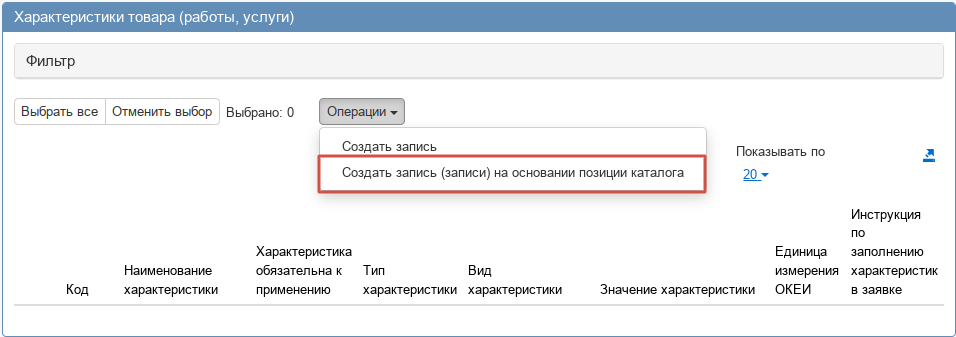 Характеристики товара (работы, услуги)
Фильтр
Выбрать все Отменить выбор Выбрано: 0 Операции
Создать запись
Создать запись (записи) на основании позиции каталога
Показывать по
20
Код
Наименование
характеристики
Характеристика
обязательна к
применению
Тип
характеристики
Вид
характеристики
Значение характеристики
Единица
измерения
ОКЕИ
Инструкция
по
заполнению
характеристик
в заявке